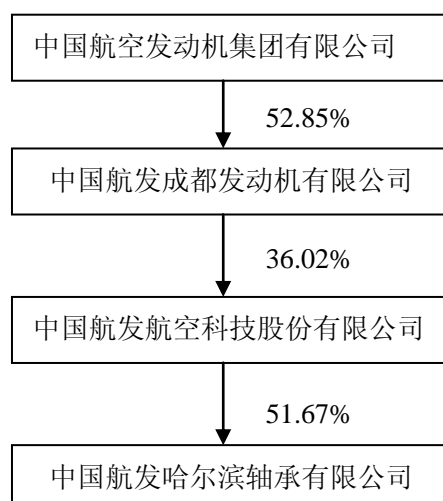 中国航空发动机集团有限公司
52.85%
中国航发成都发动机有限公司
36.02%
中国航发航空科技股份有限公司
51.67%
中国航发哈尔滨轴承有限公司